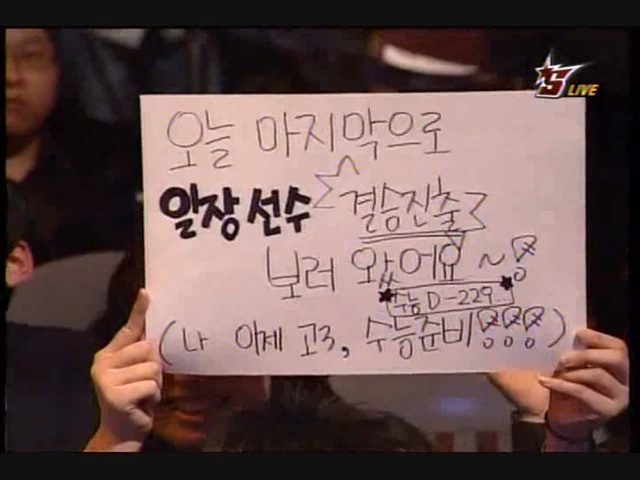 S LIVE
오늘 마지막으로
일장 선수 결승진출
보러 왔어요~!
수능 D-229
(나 이제 고3, 수능준비!!!)